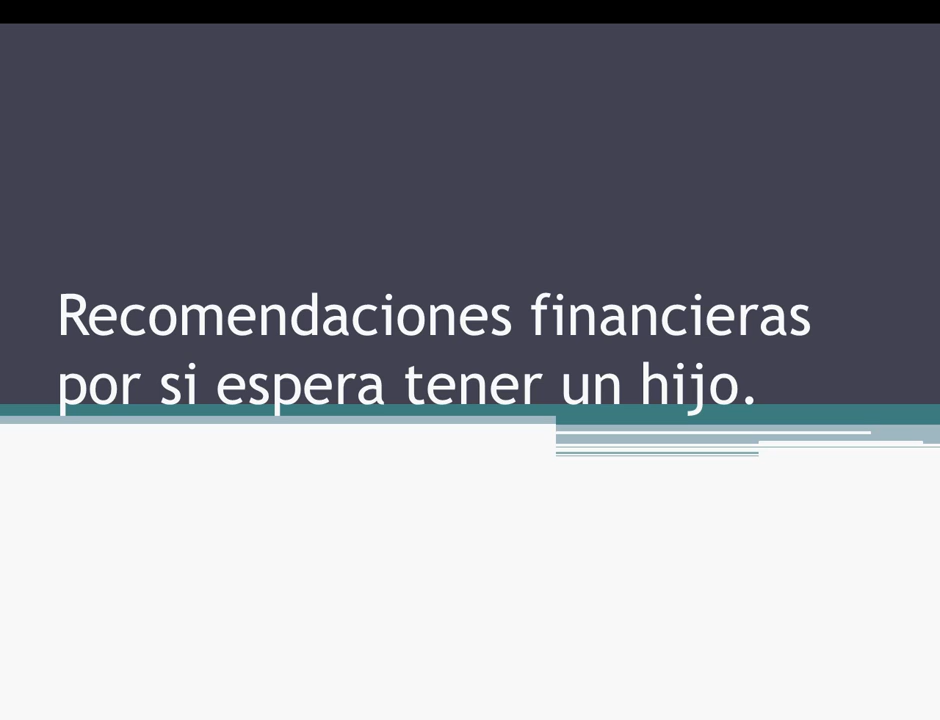 Recomendaciones financieras
por si espera tener un hijo.